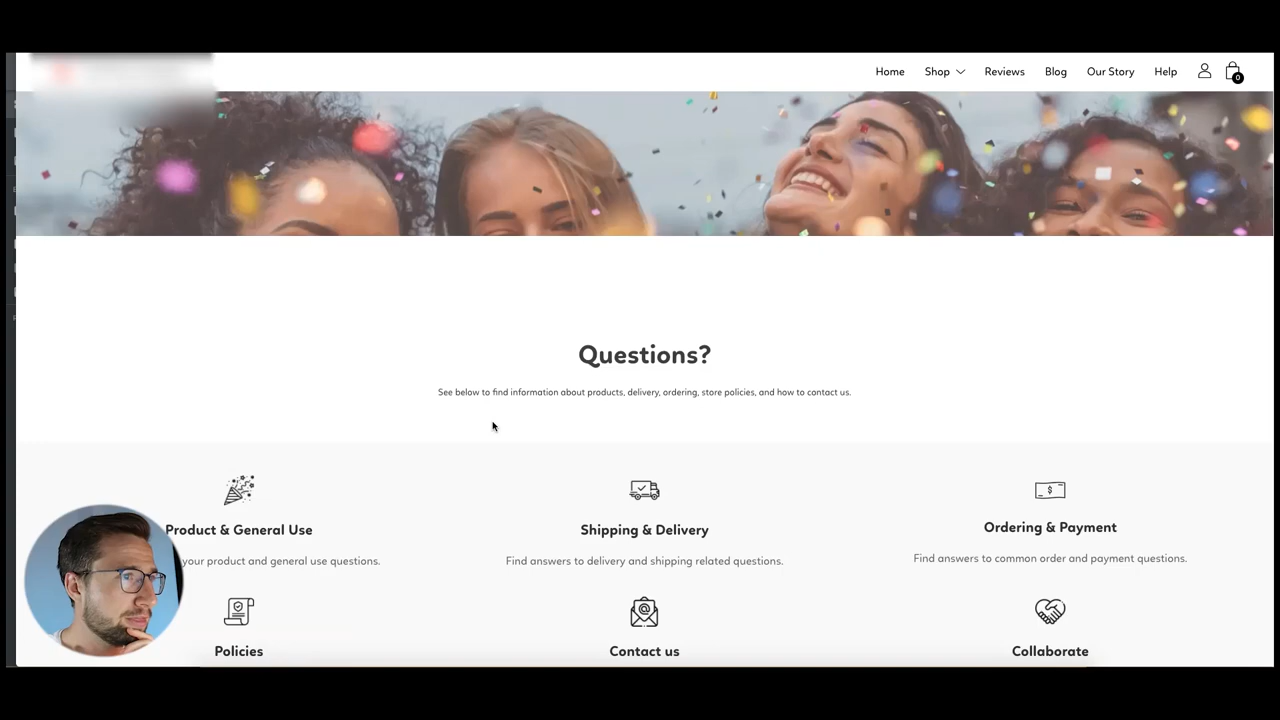 Home Shop Reviews Blog Our Story Help
0
Questions?
See below to find information about products, delivery, ordering, store policies, and how to contact us.
Product & General Use
your product and general use questions.
Shipping & Delivery
Find answers to delivery and shipping related questions.
Ordering & Payment
Find answers to common order and payment questions.
Policies
Contact us
Collaborate